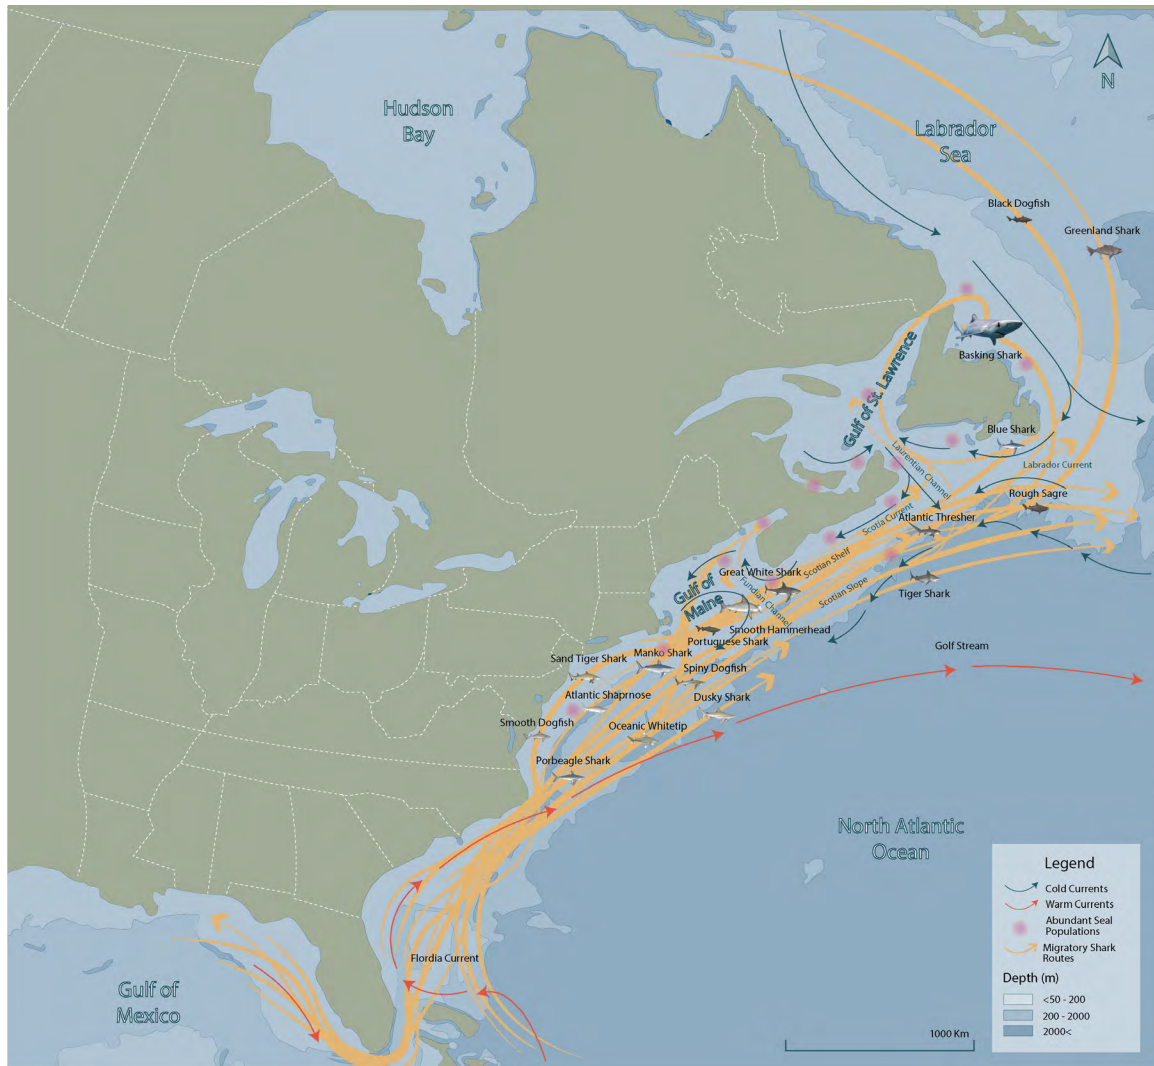 Hudson
Bay
Labrador
Sea
N
Black Dogfish
Greenland Shark
Basking Shark
Gulf of St. Lawrence
Blue Shark
Laurentian Channel
Labrador Current
Rough Sagre
Scotia Current
Atlantic Thresher
Scotian Shelf
Great White Shark
Fundian Channel
Scotian Slope
Tiger Shark
Gulf of
Maine
Smooth Hammerhead
Portuguese Shark
Golf Stream
Sand Tiger Shark
Manko Shark
Spiny Dogfish
Atlantic Shaprnose
Dusky Shark
Smooth Dogfish
Oceanic Whitetip
Porbeagle Shark
North Atlantic
Ocean
Flordia Current
Gulf of
Mexico
1000 Km
Legend
Cold Currents
Warm Currents
Abundant Seal
Populations
Migratory Shark
Routes
Depth (m)
<50 - 200
200 - 2000
2000<